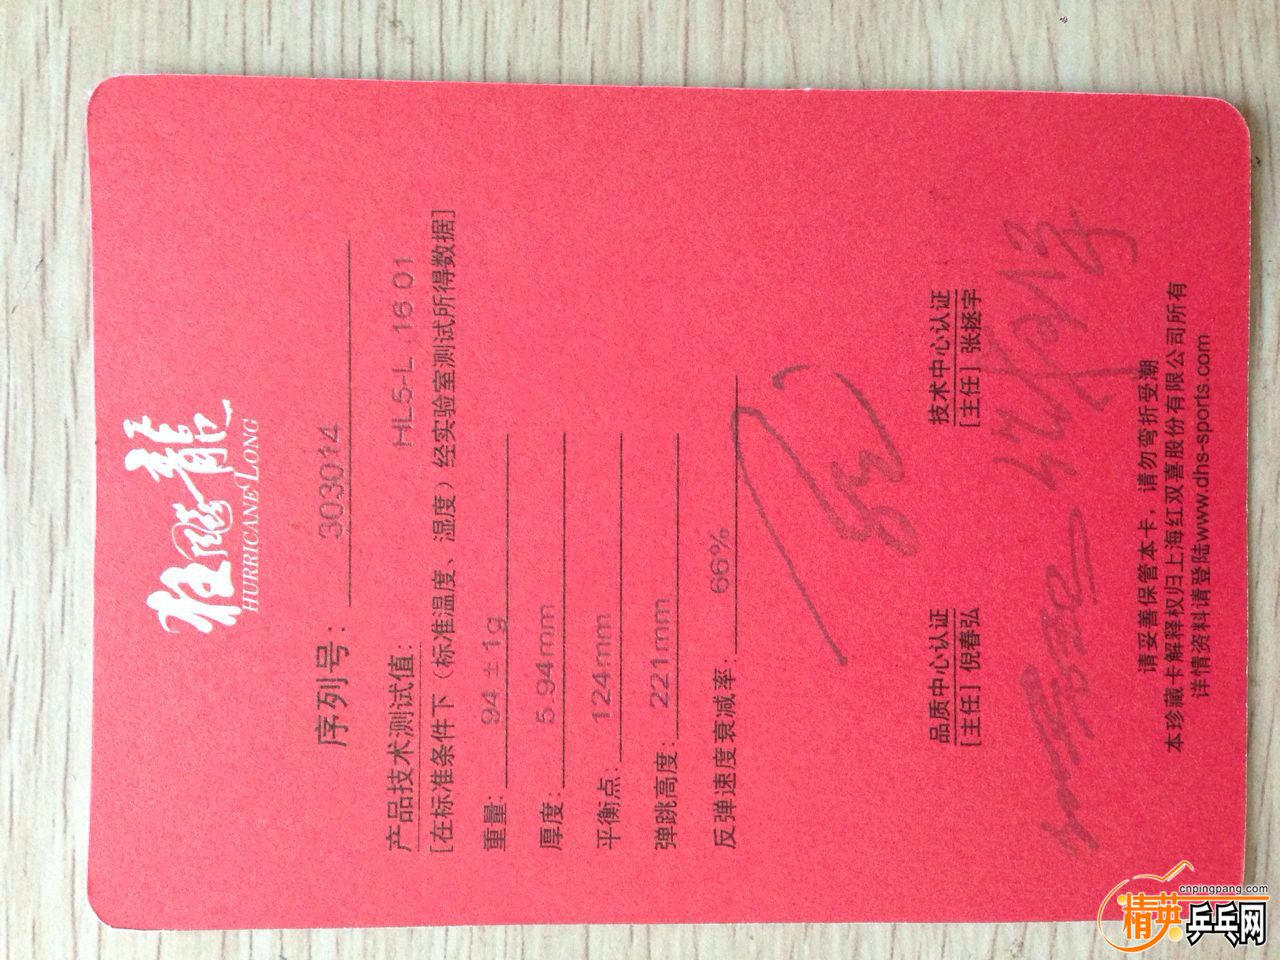 狂飚龍
HURRICANE LONG
序列号： 303014
产品技术测试值： HL5-L 1601
[在标准条件下（标准温度、湿度）经实验室测试所得数据]
重量： 94±1g
厚度： 5.94mm
平衡点： 124mm
弹跳高度： 221mm
反弹速度衰减率： 66%
品质中心认证 技术中心认证
[主任] 倪春弘 [主任] 张拯宇
请妥善保管本卡，请勿弯折受潮
本珍藏卡解释权归上海红双喜股份有限公司所有
详情资料请登陆www.dhs-sports.com
cnpingpang.com
精英乒乓网